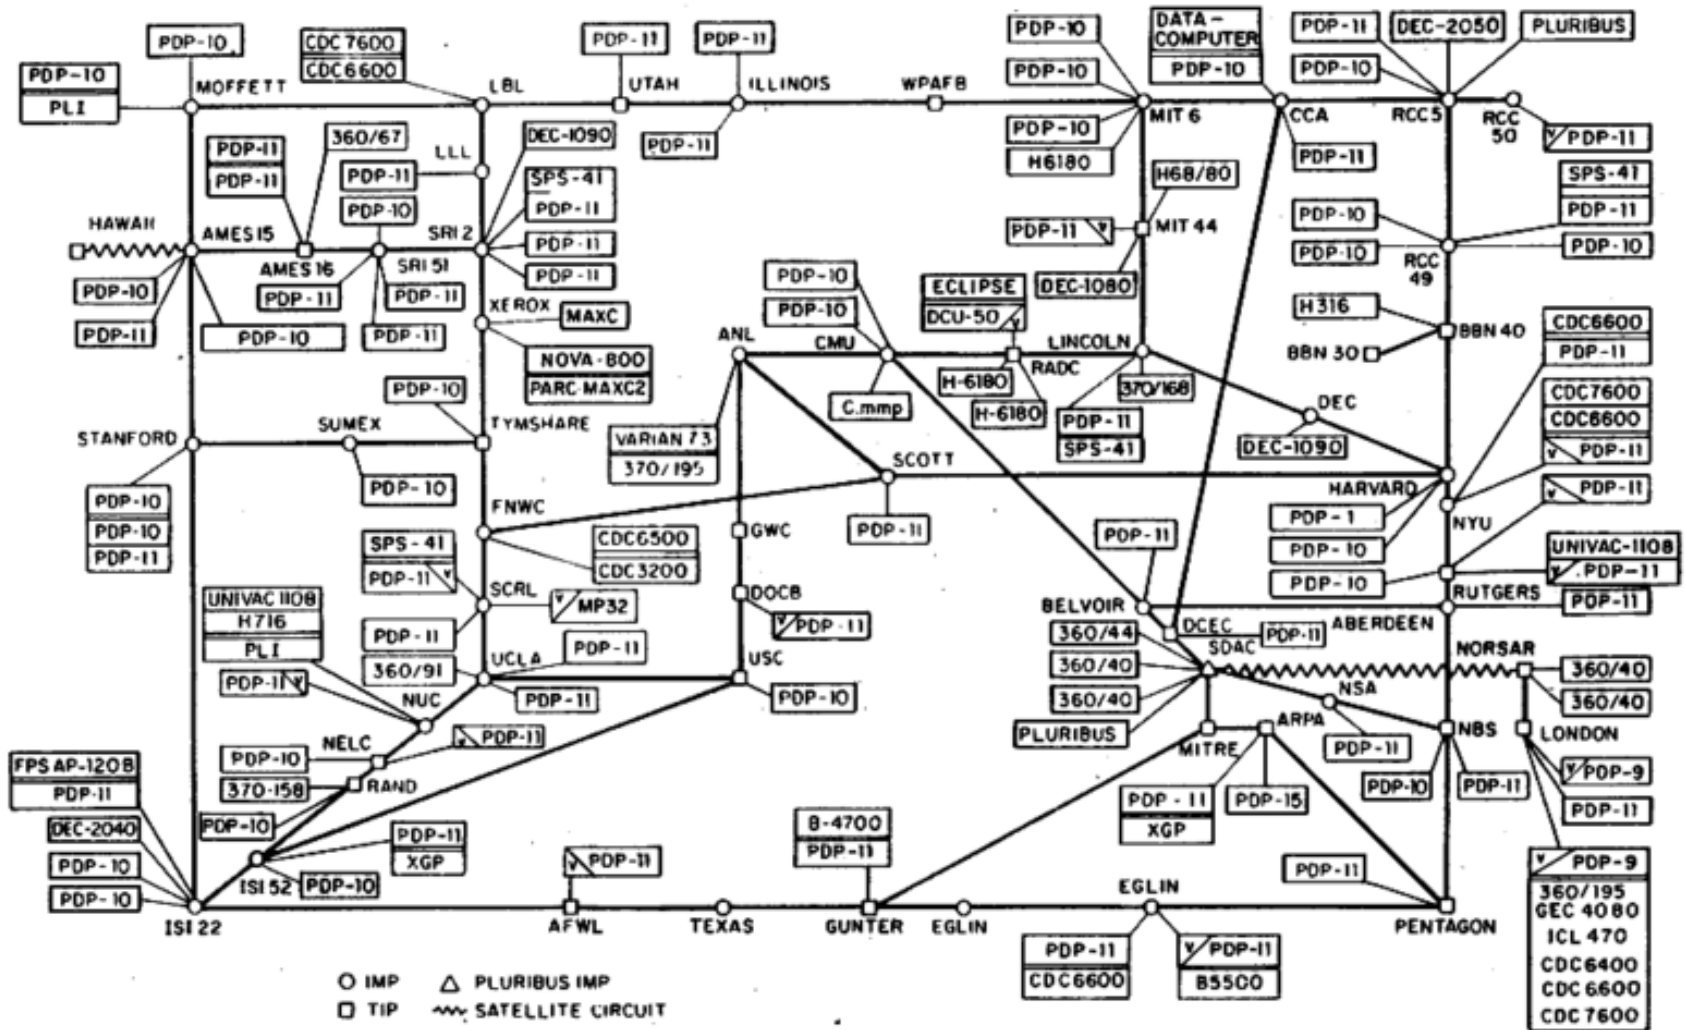 PDP-10
PDP-10
PLI
MOFFETT
CDC 7600
CDC6600
LBL
PDP-11
UTAH
PDP-11
ILLINOIS
PDP-11
WPAFB
PDP-10
PDP-10
PDP-10
H6180
MIT 6
DATA-
COMPUTER
PDP-10
CCA
PDP-11
PDP-11
PDP-10
DEC-2050
PLURIBUS
RCC5
RCC
50
PDP-11
HAWAII
AMES15
PDP-10
PDP-11
PDP-10
PDP-11
PDP-11
360/67
AMES 16
PDP-11
PDP-10
SRI 51
PDP-11
PDP-11
LLL
PDP-11
SRI 2
DEC-1090
SPS-41
PDP-11
PDP-11
PDP-11
XEROX
MAXC
NOVA-800
PARC-MAXC2
PDP-11
H68/80
MIT 44
DEC-1080
PDP-10
PDP-10
SPS-41
PDP-11
PDP-10
RCC
49
H316
BBN 40
BBN 30
PDP-10
PDP-10
CMU
C.mmp
ECLIPSE
DCU-50
RADC
H-6180
H-6180
LINCOLN
370/168
PDP-11
SPS-41
DEC
DEC-1090
CDC6600
PDP-11
CDC7600
CDC6600
PDP-11
PDP-11
ANL
VARIAN 73
370/195
PDP-10
TYMSHARE
SUMEX
PDP-10
STANFORD
PDP-10
PDP-10
PDP-11
SCOTT
PDP-11
HARVARD
PDP-1
PDP-10
NYU
PDP-10
UNIVAC-1108
PDP-11
RUTGERS
PDP-11
ABERDEEN
FNWC
CDC6500
CDC3200
SPS-41
PDP-11
SCRL
MP32
PDP-11
GWC
DOCB
PDP-11
PDP-11
BELVOIR
DCEC
PDP-11
SDAC
360/44
360/40
360/40
PLURIBUS
NORSAR
360/40
360/40
UNIVAC 1108
H716
PLI
PDP-11
NUC
UCLA
360/91
PDP-11
PDP-11
USC
PDP-10
NSA
PDP-11
NBS
PDP-10
PDP-11
LONDON
PDP-9
PDP-11
MITRE
ARPA
PDP-11
XGP
PDP-15
NELC
PDP-10
PDP-11
RAND
370-158
PDP-10
FPS AP-120B
PDP-11
DEC-2040
PDP-10
PDP-10
ISI 22
PDP-11
XGP
ISI 52
PDP-10
PDP-11
AFWL
TEXAS
B-4700
PDP-11
GUNTER
EGLIN
EGLIN
PDP-11
CDC6600
PDP-11
B5500
PDP-11
PENTAGON
PDP-9
360/195
GEC 4080
ICL 470
CDC6400
CDC6600
CDC 7600
IMP
PLURIBUS IMP
TIP
SATELLITE CIRCUIT